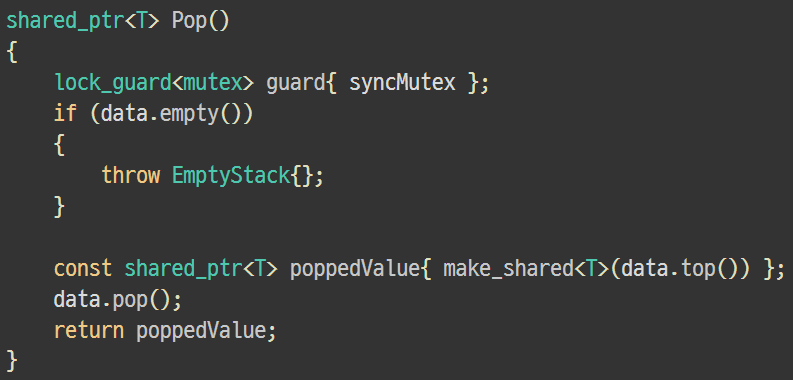 shared_ptr<T> Pop()
{
    lock_guard<mutex> guard{ syncMutex };
    if (data.empty())
    {
        throw EmptyStack{};
    }

    const shared_ptr<T> poppedValue{ make_shared<T>(data.top()) };
    data.pop();
    return poppedValue;
}